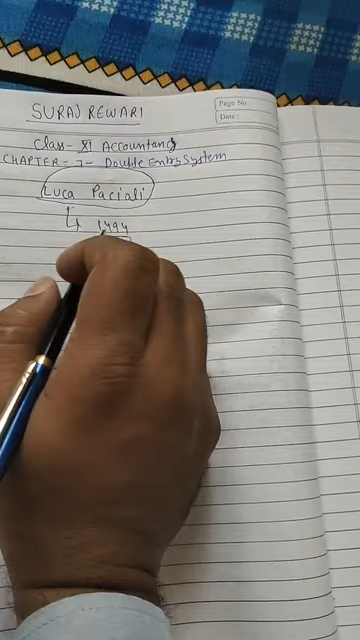 SURAJ REWARI
Page No.
Date :
Class - XI Accountancy
CHAPTER - 7 - Double Entry System
Luca Paciali
1494